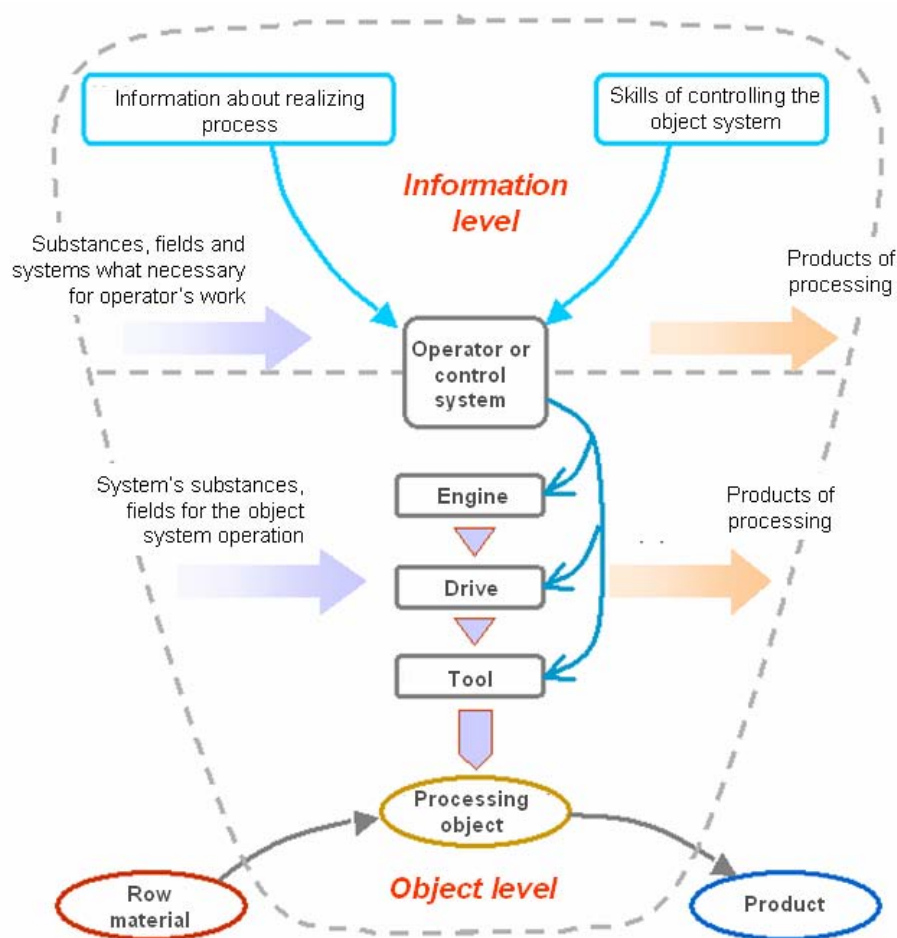 Information about realizing
process
Skills of controlling the
object system
Information
level
Substances, fields and
systems what necessary
for operator's work
Products of
processing
Operator or
control
system
System's substances,
fields for the object
system operation
Engine
Products of
processing
Drive
Tool
Processing
object
Row
material
Object level
Product